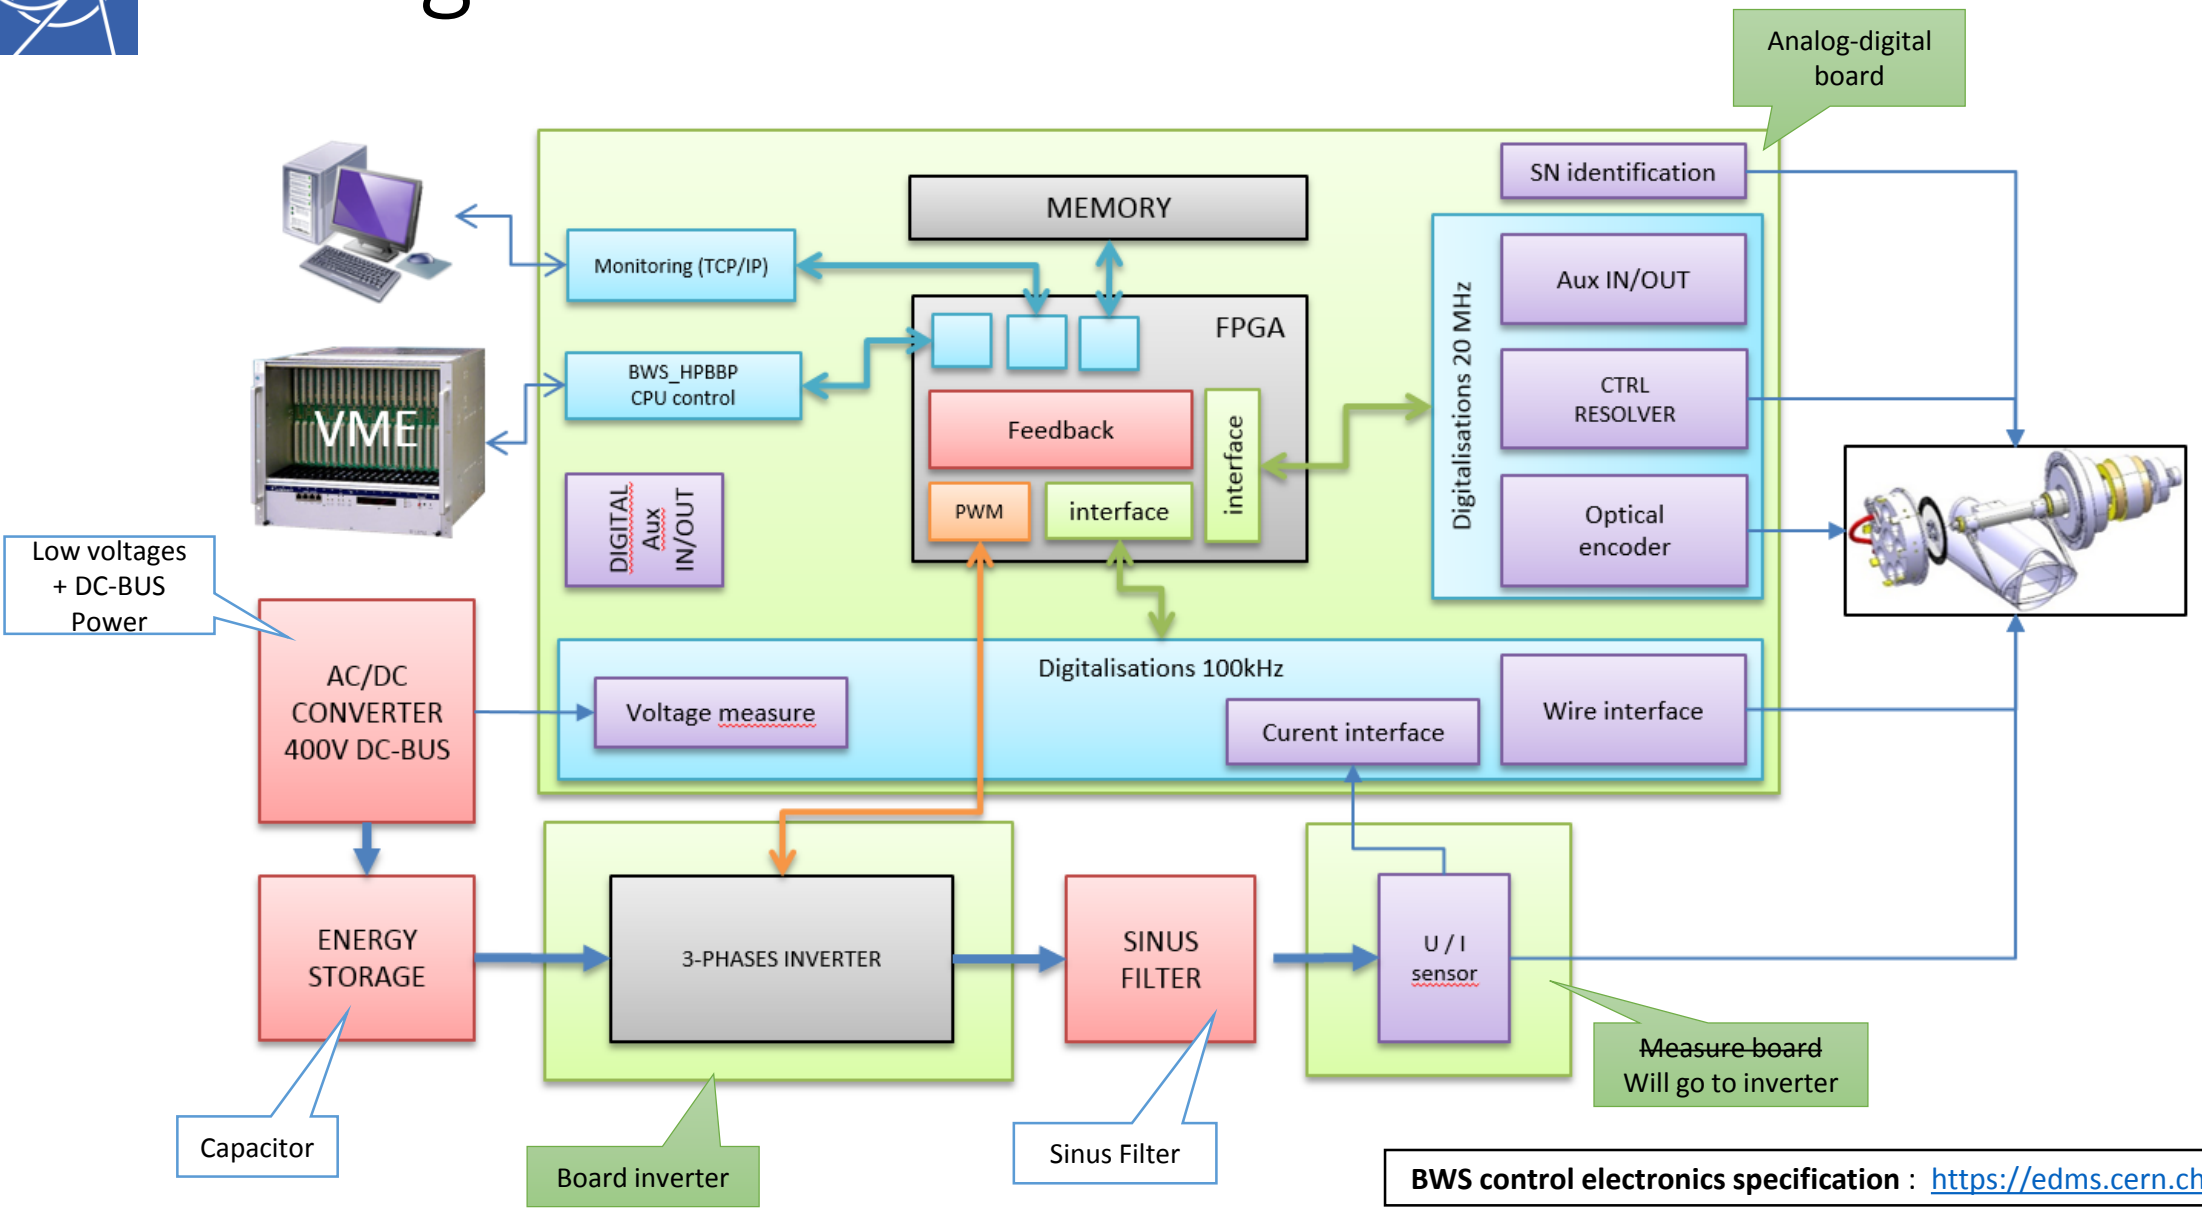 Analog-digital
board
SN identification
MEMORY
Monitoring (TCP/IP)
Aux IN/OUT
Digitalisations 20 MHz
FPGA
BWS_HPBBP
CPU control
CTRL
RESOLVER
VME
Feedback
interface
DIGITAL
Aux
IN/OUT
PWM
interface
Optical
encoder
Low voltages
+ DC-BUS
Power
AC/DC
CONVERTER
400V DC-BUS
Digitalisations 100kHz
Voltage measure
Curent interface
Wire interface
ENERGY
STORAGE
3-PHASES INVERTER
SINUS
FILTER
U / I
sensor
Measure board
Will go to inverter
Capacitor
Board inverter
Sinus Filter
BWS control electronics specification : https://edms.cern.ch